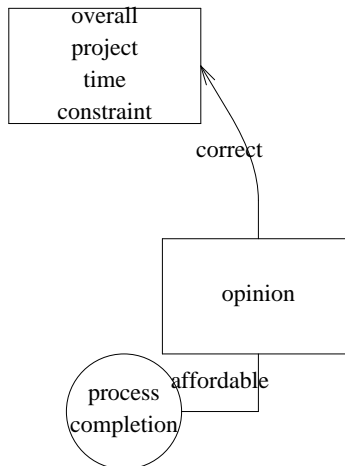 overall
project
time
constraint
correct
opinion
affordable
process
completion